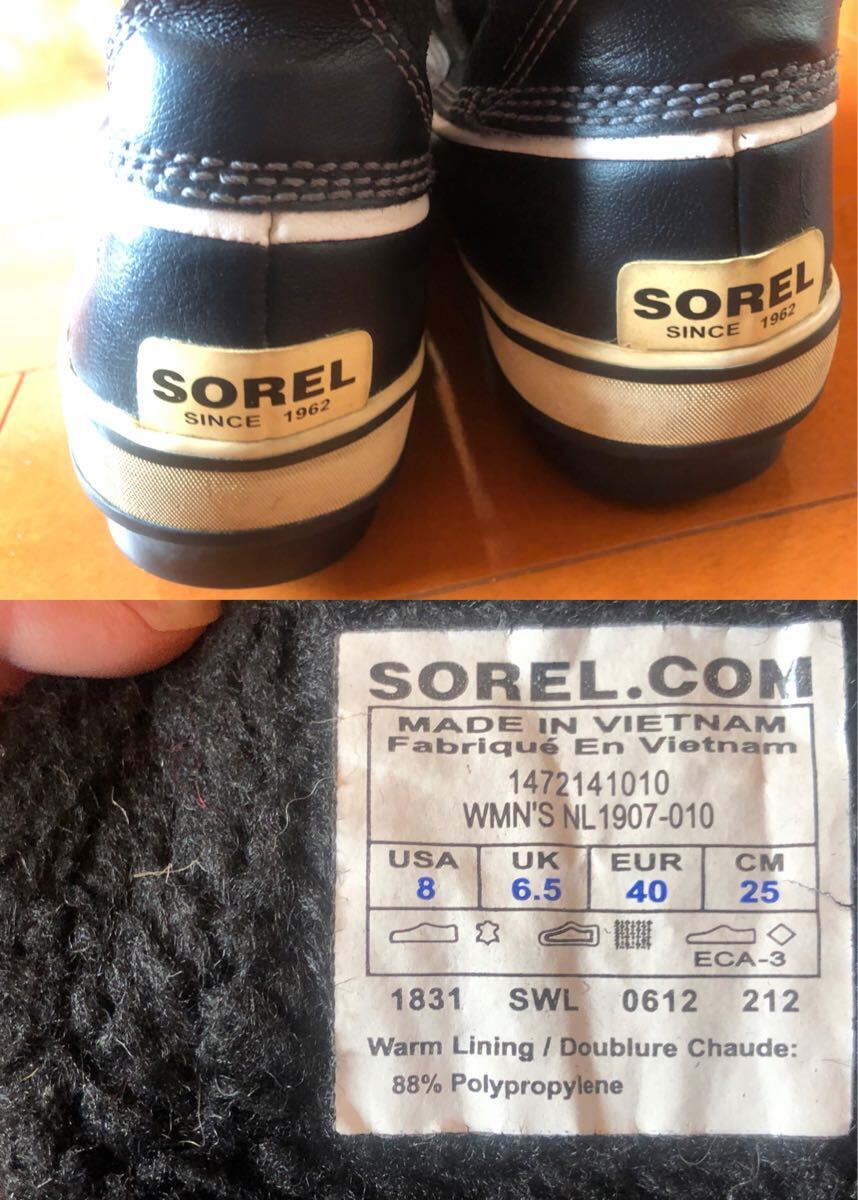 SOREL
SINCE 1962
SOREL
SINCE 1962
SOREL.COM
MADE IN VIETNAM
Fabriqué En Vietnam
1472141010
WMN'S NL1907-010
USA UK EUR CM
8 6.5 40 25
ECA-3
1831 SWL 0612 212
Warm Lining / Doublure Chaude:
88% Polypropylene